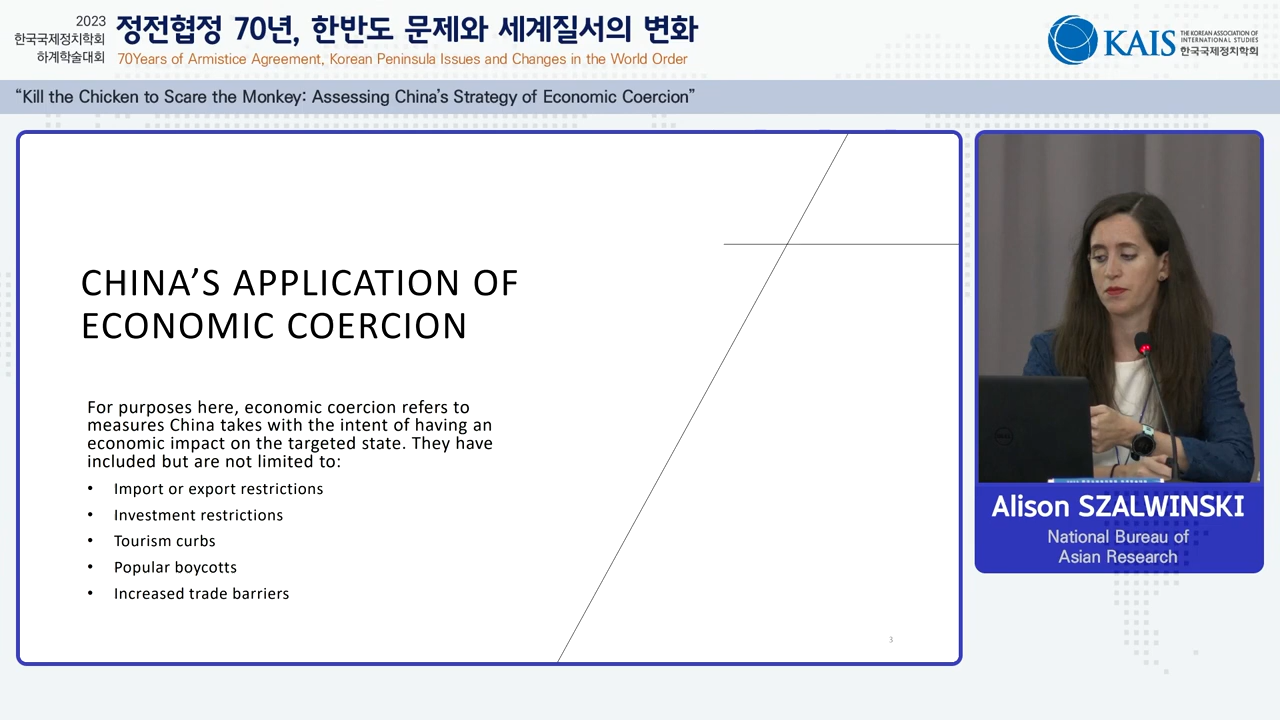 2023
한국국제정치학회
하계학술대회
정전협정 70년, 한반도 문제와 세계질서의 변화
70Years of Armistice Agreement, Korean Peninsula Issues and Changes in the World Order
KAIS
THE KOREAN ASSOCIATION OF
INTERNATIONAL STUDIES
한국국제정치학회
“Kill the Chicken to Scare the Monkey: Assessing China’s Strategy of Economic Coercion”
CHINA’S APPLICATION OF
ECONOMIC COERCION
For purposes here, economic coercion refers to
measures China takes with the intent of having an
economic impact on the targeted state. They have
included but are not limited to:
• Import or export restrictions
• Investment restrictions
• Tourism curbs
• Popular boycotts
• Increased trade barriers
3
DELL
Alison SZALWINSKI
National Bureau of
Asian Research